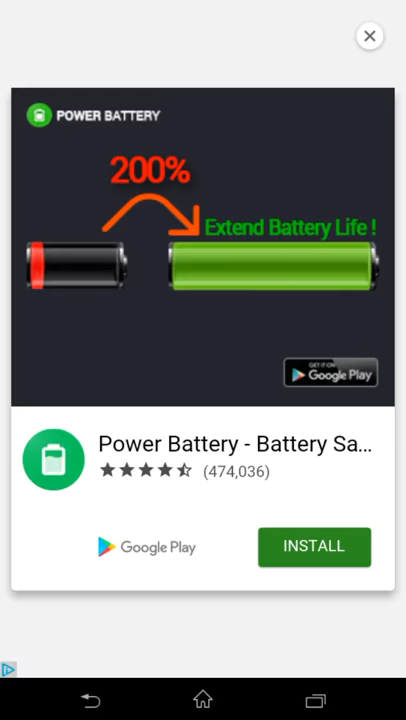 POWER BATTERY
200%
Extend Battery Life !
GET IT ON
Google Play
Power Battery - Battery Sa...
(474,036)
Google Play
INSTALL